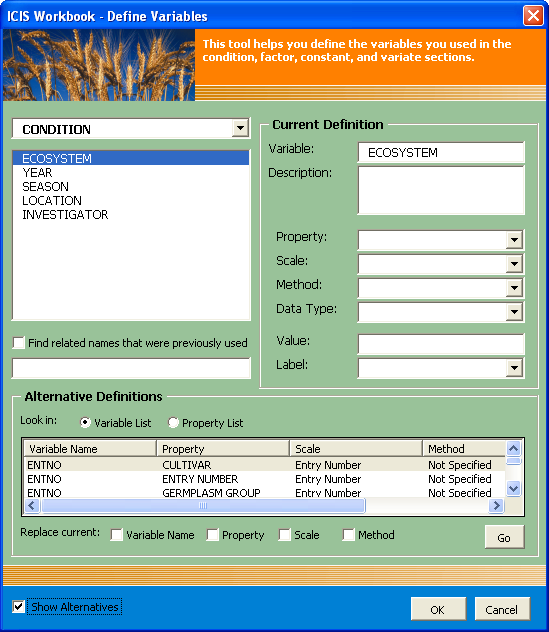 ICIS Workbook - Define Variables
This tool helps you define the variables you used in the
condition, factor, constant, and variate sections.
CONDITION
ECOSYSTEM
YEAR
SEASON
LOCATION
INVESTIGATOR
Find related names that were previously used
Current Definition
Variable: ECOSYSTEM
Description:
Property:
Scale:
Method:
Data Type:
Value:
Label:
Alternative Definitions
Look in: Variable List Property List
Variable Name Property Scale Method
ENTNO CULTIVAR Entry Number Not Specified
ENTNO ENTRY NUMBER Entry Number Not Specified
ENTNO GERMPLASM GROUP Entry Number Not Specified
Replace current: Variable Name Property Scale Method Go
Show Alternatives OK Cancel